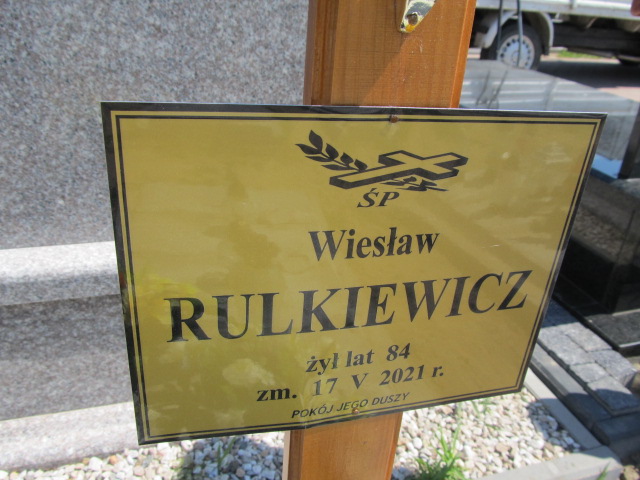 ŚP
Wiesław
RULKIEWICZ
żył lat 84
zm. 17 V 2021 r.
POKÓJ JEGO DUSZY